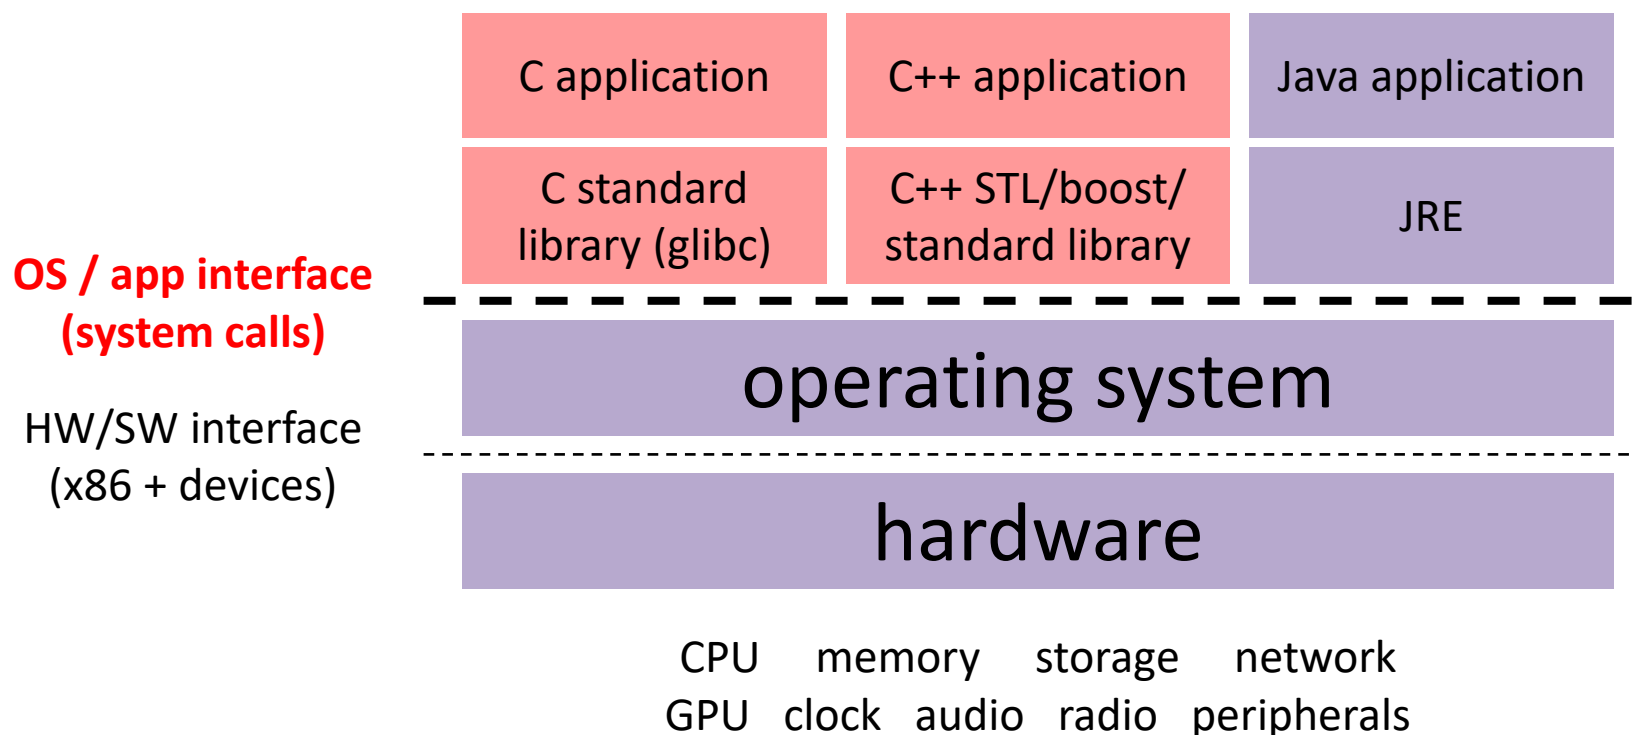 C application
C++ application
Java application
C standard
library (glibc)
C++ STL/boost/
standard library
JRE
OS / app interface
(system calls)
operating system
HW/SW interface
(x86 + devices)
hardware
CPU memory storage network
GPU clock audio radio peripherals